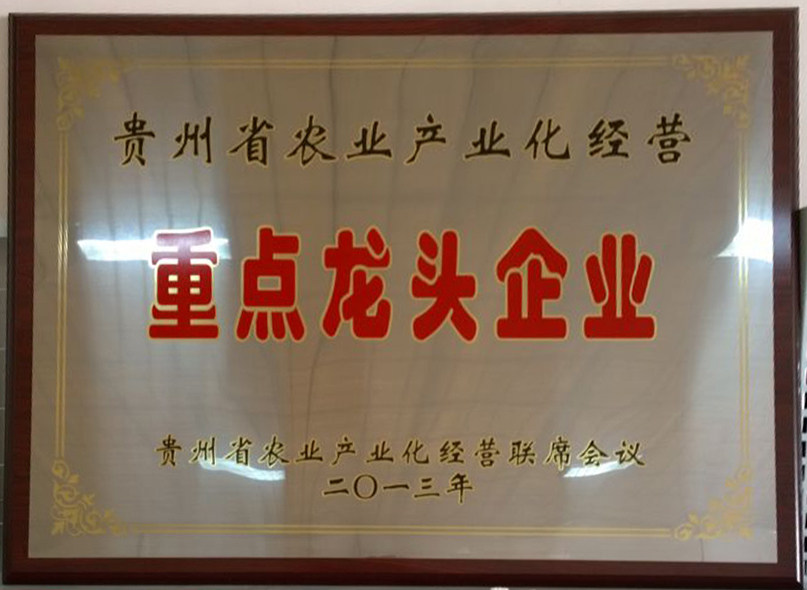 贵州省农业产业化经营
重点龙头企业
贵州省农业产业化经营联席会议
二〇一三年